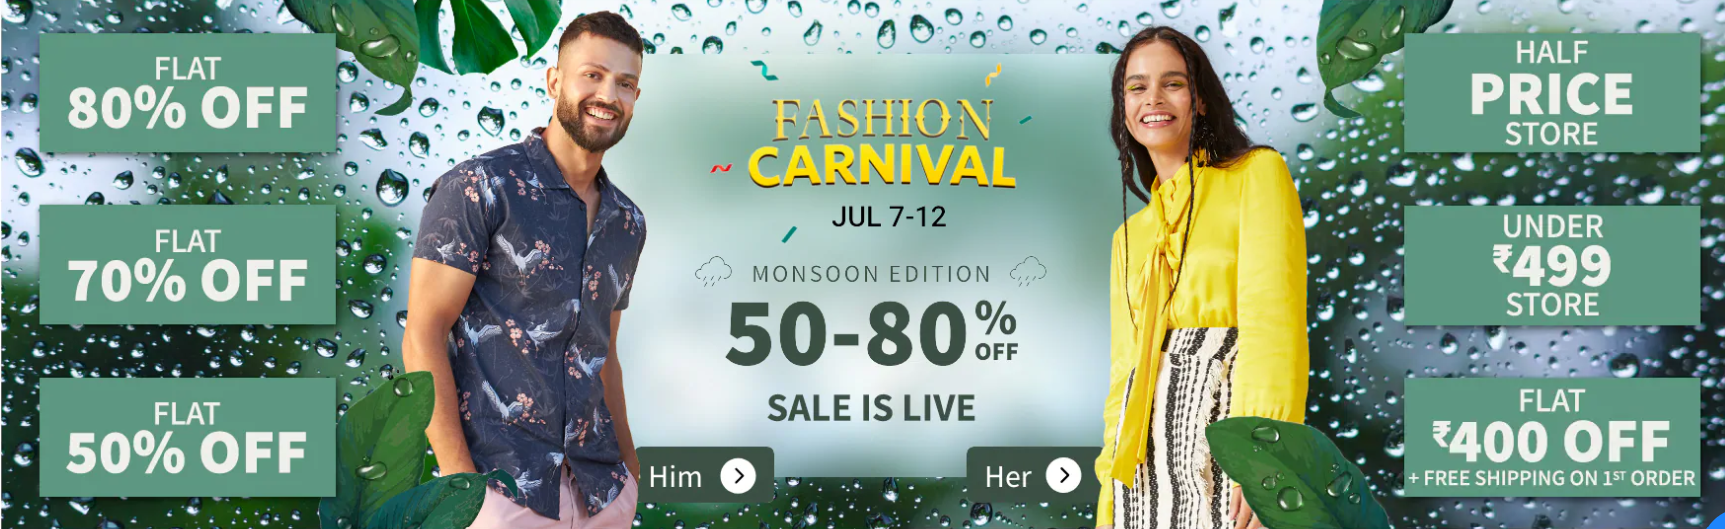 FLAT
80% OFF
FLAT
70% OFF
FLAT
50% OFF
FASHION
CARNIVAL
JUL 7-12
MONSOON EDITION
50-80% OFF
SALE IS LIVE
Him
Her
HALF
PRICE
STORE
UNDER
₹499
STORE
FLAT
₹400 OFF
+ FREE SHIPPING ON 1ST ORDER